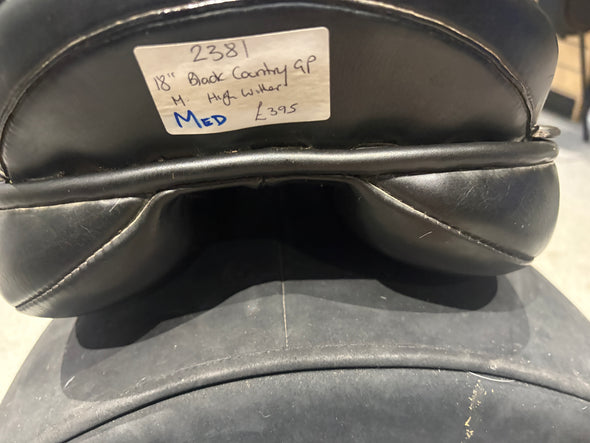 2381
18" Black Country GP
M. High Wither
MED £395